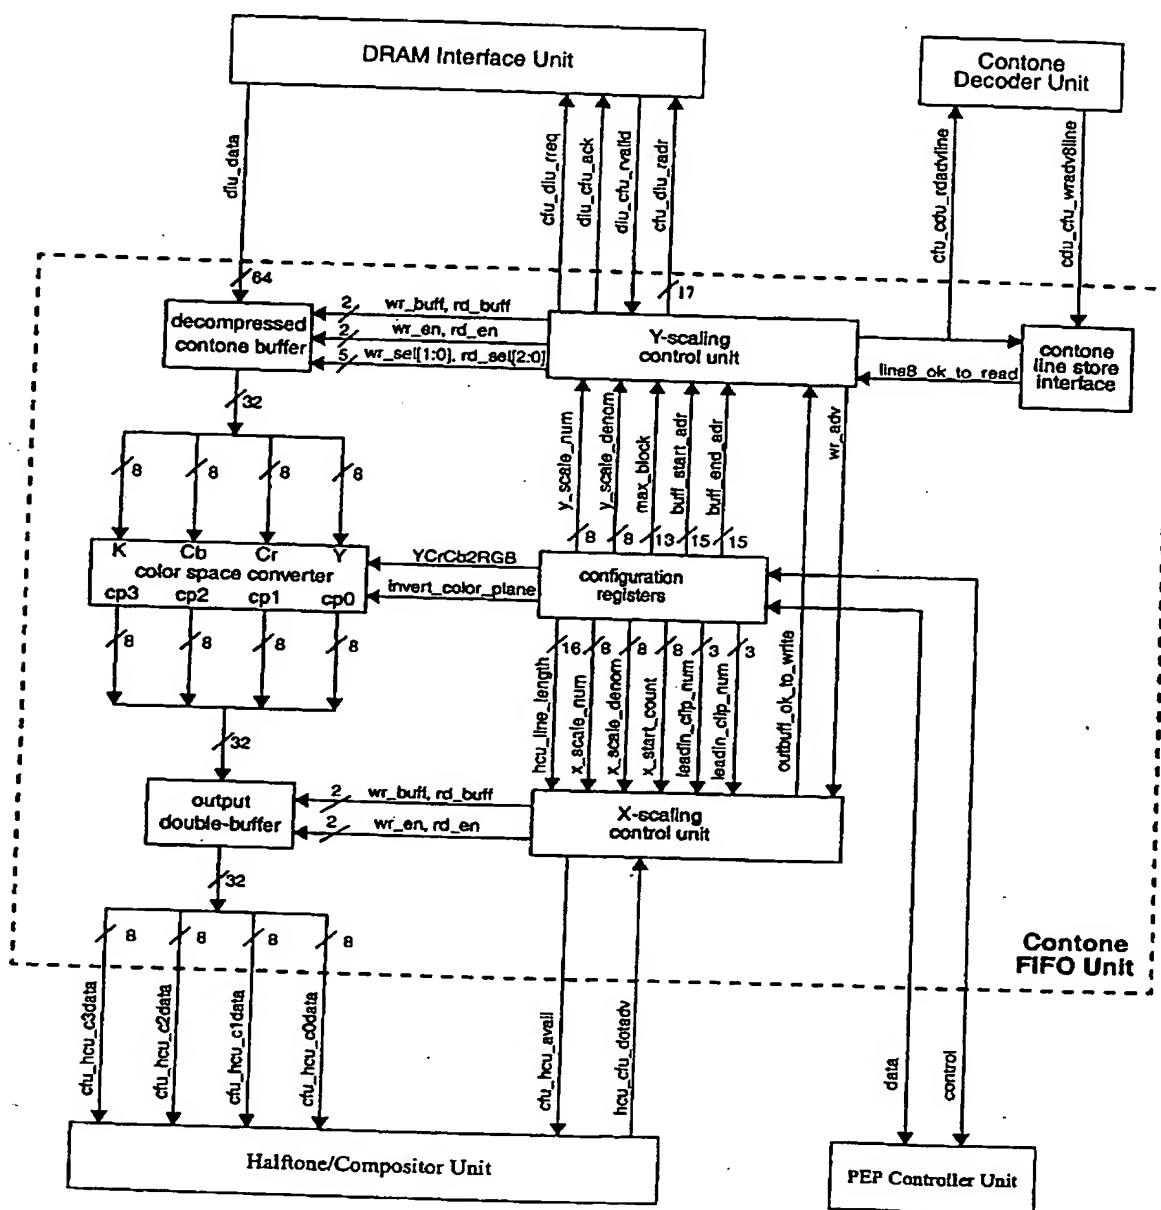 DRAM Interface Unit
Contone
Decoder Unit
diu_data
cfu_diu_rreq
diu_cfu_ack
diu_cfu_rvalid
cfu_diu_radr
cfu_cdu_rdadvline
cdu_cfu_wradv8line
64
17
decompressed
contone buffer
2 wr_buff, rd_buff
2 wr_en, rd_en
5 wr_sel[1:0], rd_sel[2:0]
Y-scaling
control unit
line8_ok_to_read
contone
line store
interface
32
8 8 8 8
y_scale_num
y_scale_denom
max_block
buff_start_adr
buff_end_adr
wr_adv
8 8 13 15 15
K Cb Cr Y
color space converter
cp3 cp2 cp1 cp0
YCrCb2RGB
invert_color_plane
configuration
registers
8 8 8 8
16 8 8 8 3 3
hcu_line_length
x_scale_num
x_scale_denom
x_start_count
leadin_clip_num
leadin_clip_num
outbuff_ok_to_write
32
output
double-buffer
2 wr_buff, rd_buff
2 wr_en, rd_en
X-scaling
control unit
32
8 8 8 8
Contone
FIFO Unit
cfu_hcu_c3data
cfu_hcu_c2data
cfu_hcu_c1data
cfu_hcu_c0data
cfu_hcu_avail
hcu_cfu_dotadv
data
control
Halftone/Compositor Unit
PEP Controller Unit